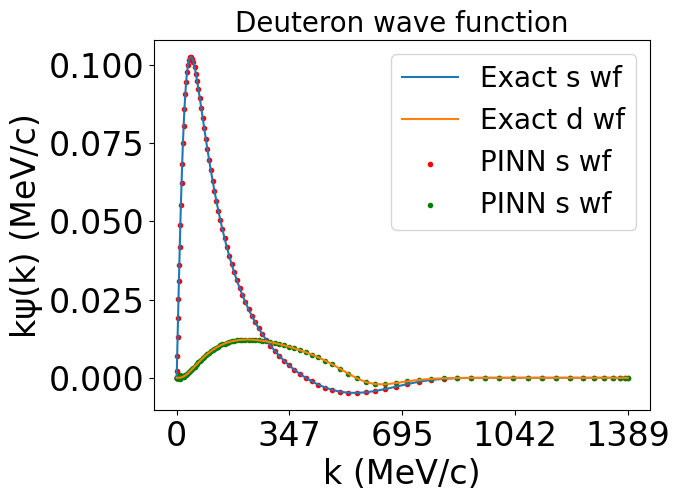 Deuteron wave function
kψ(k) (MeV/c)
0.100
0.075
0.050
0.025
0.000
Exact s wf
Exact d wf
PINN s wf
PINN s wf
0 347 695 1042 1389
k (MeV/c)